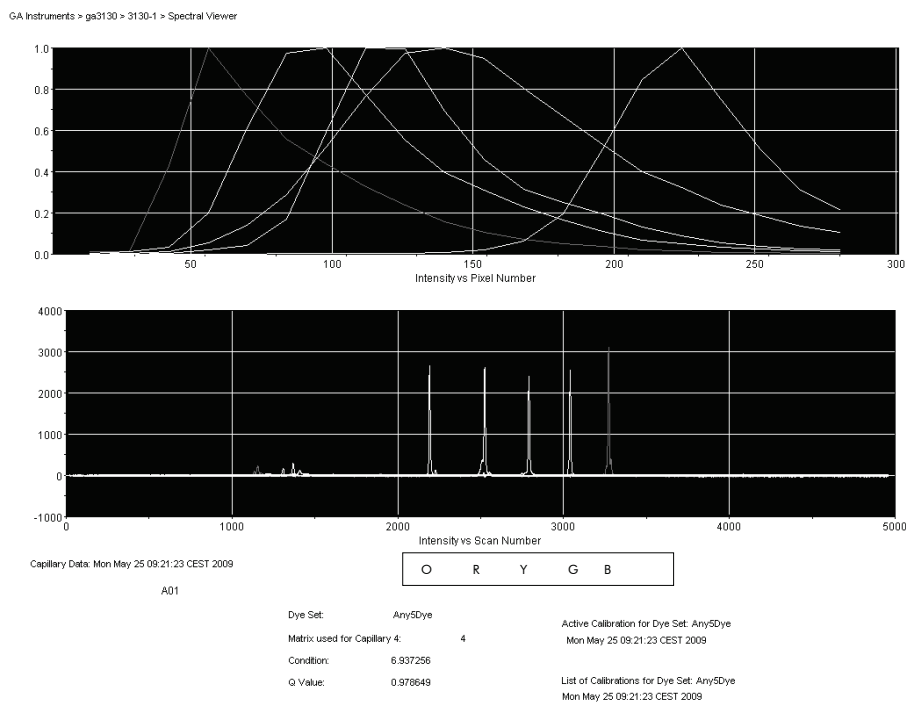 GA Instruments > ga3130 > 3130-1 > Spectral Viewer
1.0
0.8
0.6
0.4
0.2
0.0
50 100 150 200 250 300
Intensity vs Pixel Number
4000
3000
2000
1000
0
-1000
0 1000 2000 3000 4000 5000
Intensity vs Scan Number
Capillary Data: Mon May 25 09:21:23 CEST 2009
A01
O R Y G B
Dye Set: Any5Dye
Matrix used for Capillary 4: 4
Condition: 6.937256
Q Value: 0.978649
Active Calibration for Dye Set: Any5Dye
Mon May 25 09:21:23 CEST 2009
List of Calibrations for Dye Set: Any5Dye
Mon May 25 09:21:23 CEST 2009